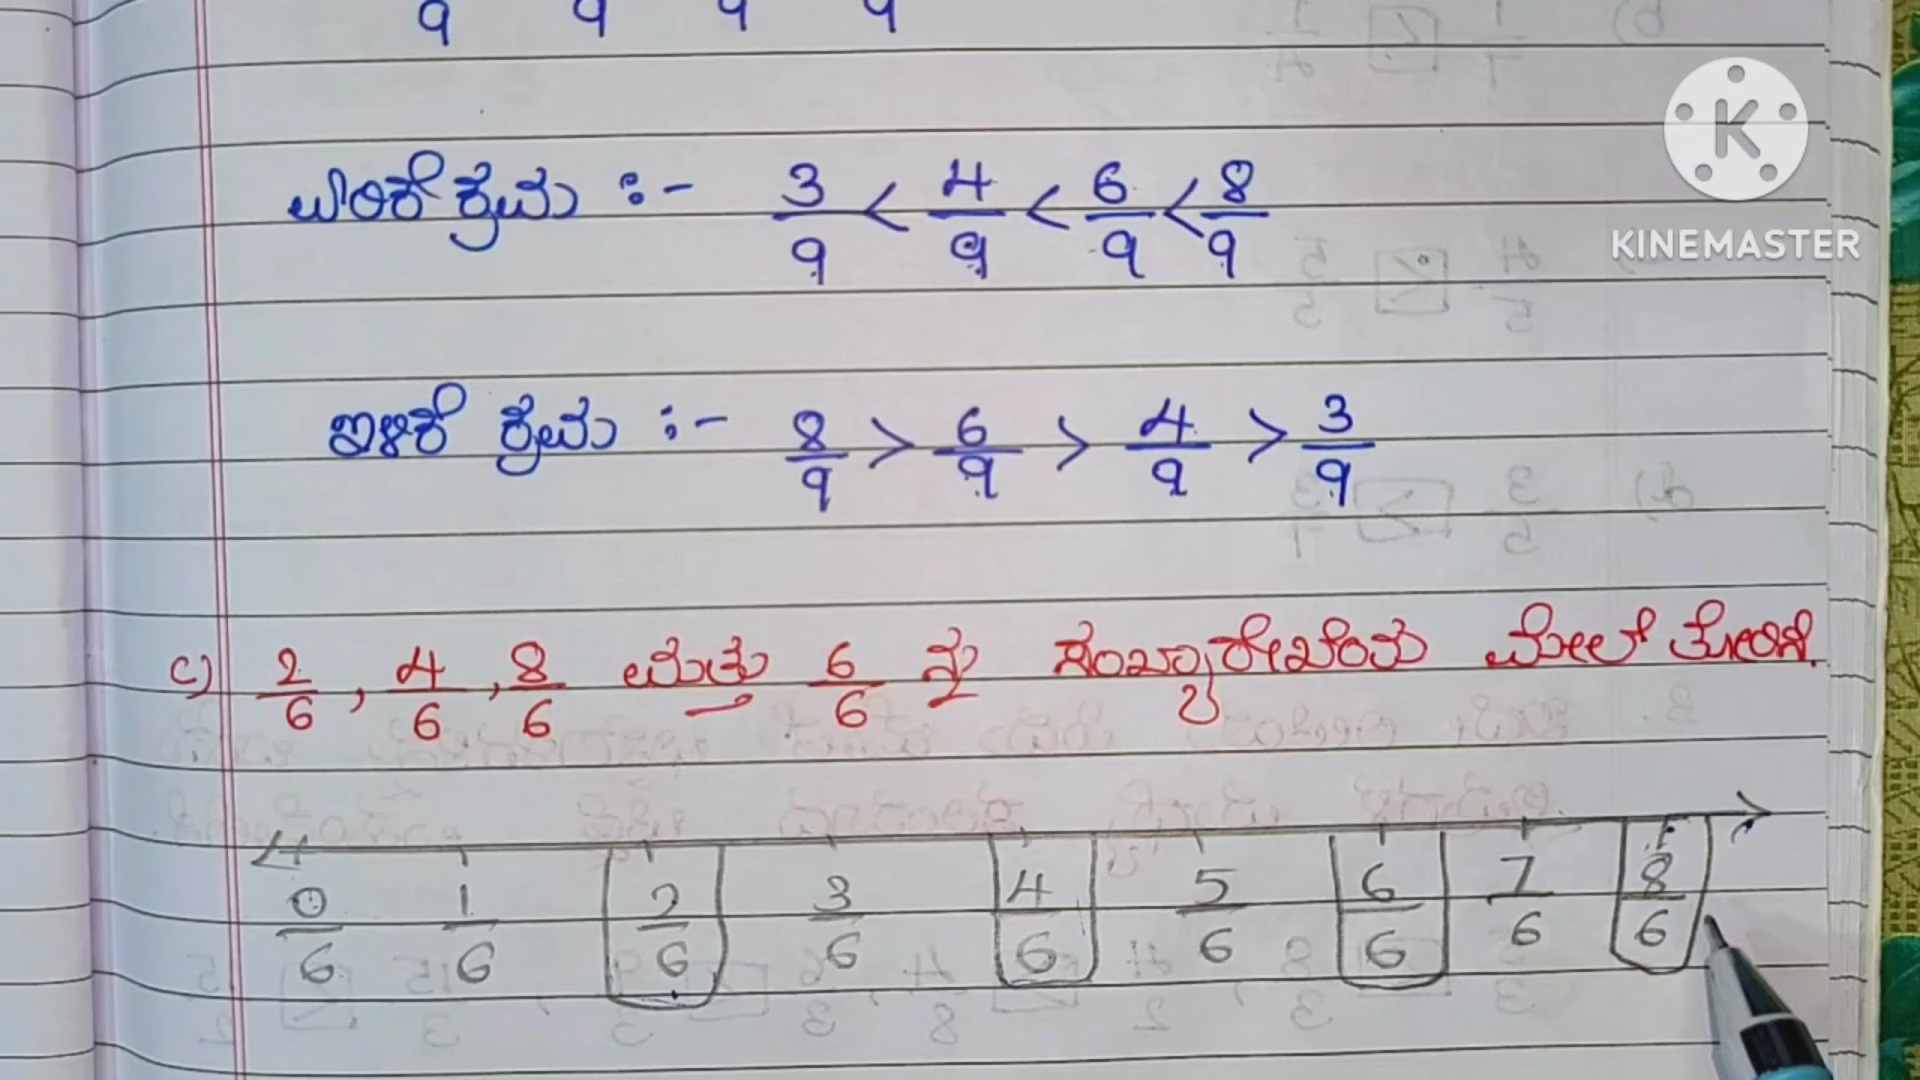 9 9 9 9
K
KINEMASTER
ಏರಿಕೆ ಕ್ರಮ :- 3/9 < 4/9 < 6/9 < 8/9
ಇಳಿಕೆ ಕ್ರಮ :- 8/9 > 6/9 > 4/9 > 3/9
c) 2/6, 4/6, 8/6 ಮತ್ತು 6/6 ನ್ನು ಸಂಖ್ಯಾರೇಖೆಯ ಮೇಲೆ ತೋರಿಸಿ.
0/6 1/6 2/6 3/6 4/6 5/6 6/6 7/6 8/6